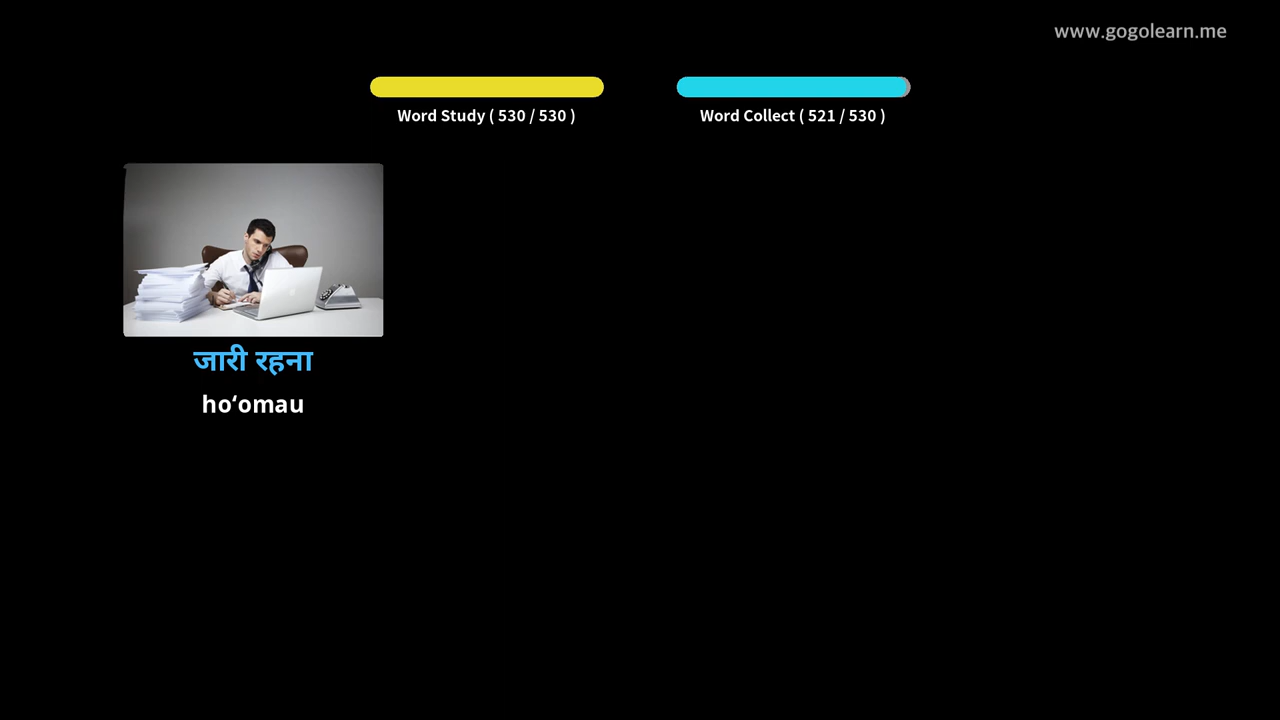 www.gogolearn.me
Word Study ( 530 / 530 )
Word Collect ( 521 / 530 )
जारी रहना
hoʻomau